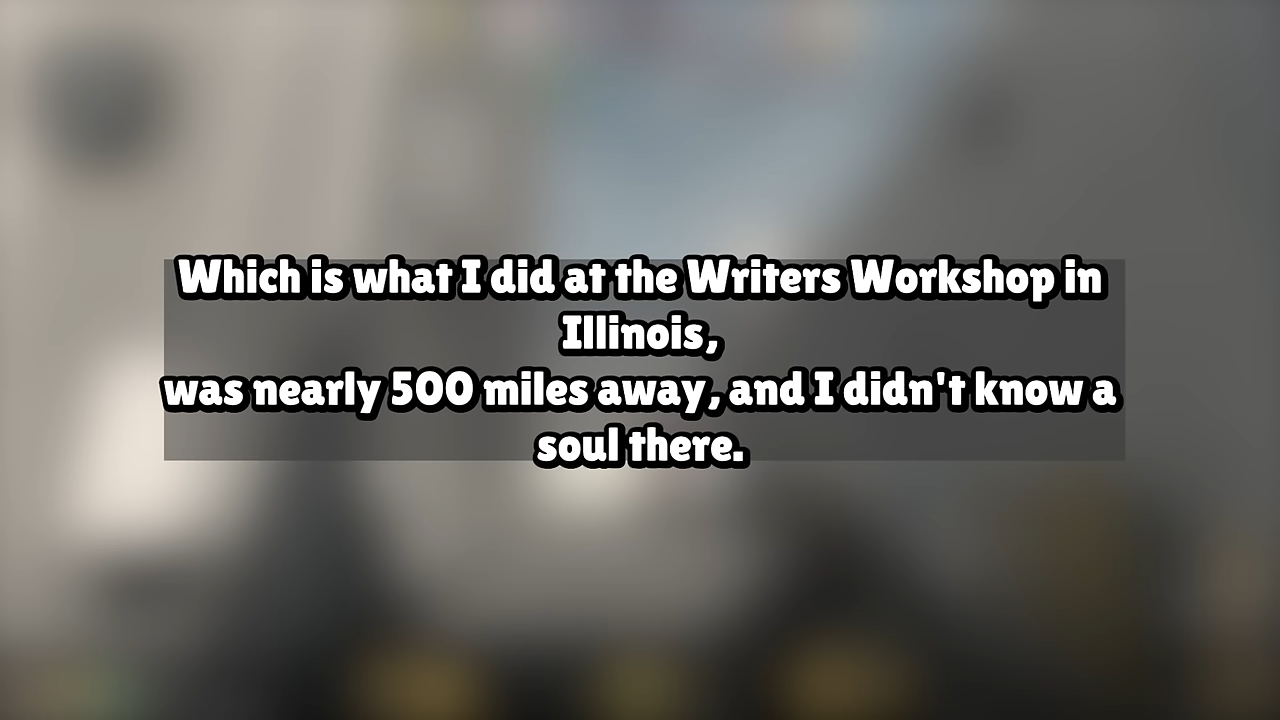 Which is what I did at the Writers Workshop in
Illinois,
was nearly 500 miles away, and I didn't know a
soul there.